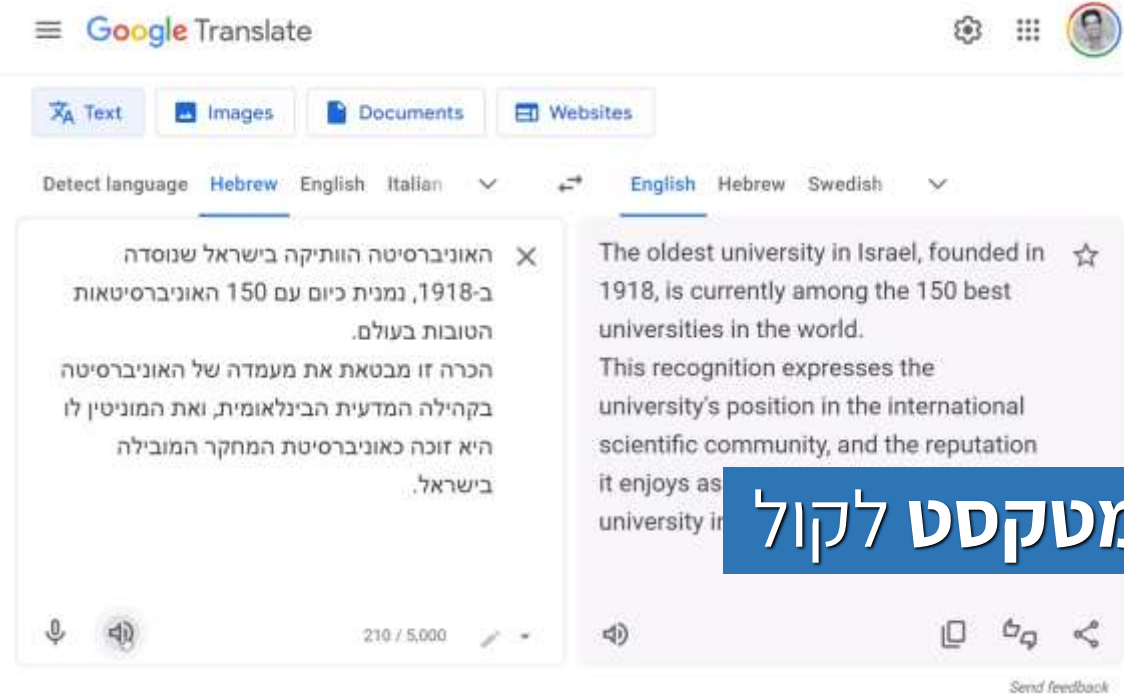 Google Translate
Text Images Documents Websites
Detect language Hebrew English Italian
English Hebrew Swedish
האוניברסיטה הוותיקה בישראל שנוסדה
ב-1918, נמנית כיום עם 150 האוניברסיטאות
הטובות בעולם.
הכרה זו מבטאת את מעמדה של האוניברסיטה
בקהילה המדעית הבינלאומית, ואת המוניטין לו
היא זוכה כאוניברסיטת המחקר המובילה
בישראל.
210 / 5,000
The oldest university in Israel, founded in
1918, is currently among the 150 best
universities in the world.
This recognition expresses the
university's position in the international
scientific community, and the reputation
it enjoys as
university in
מטקסט לקול
Send feedback